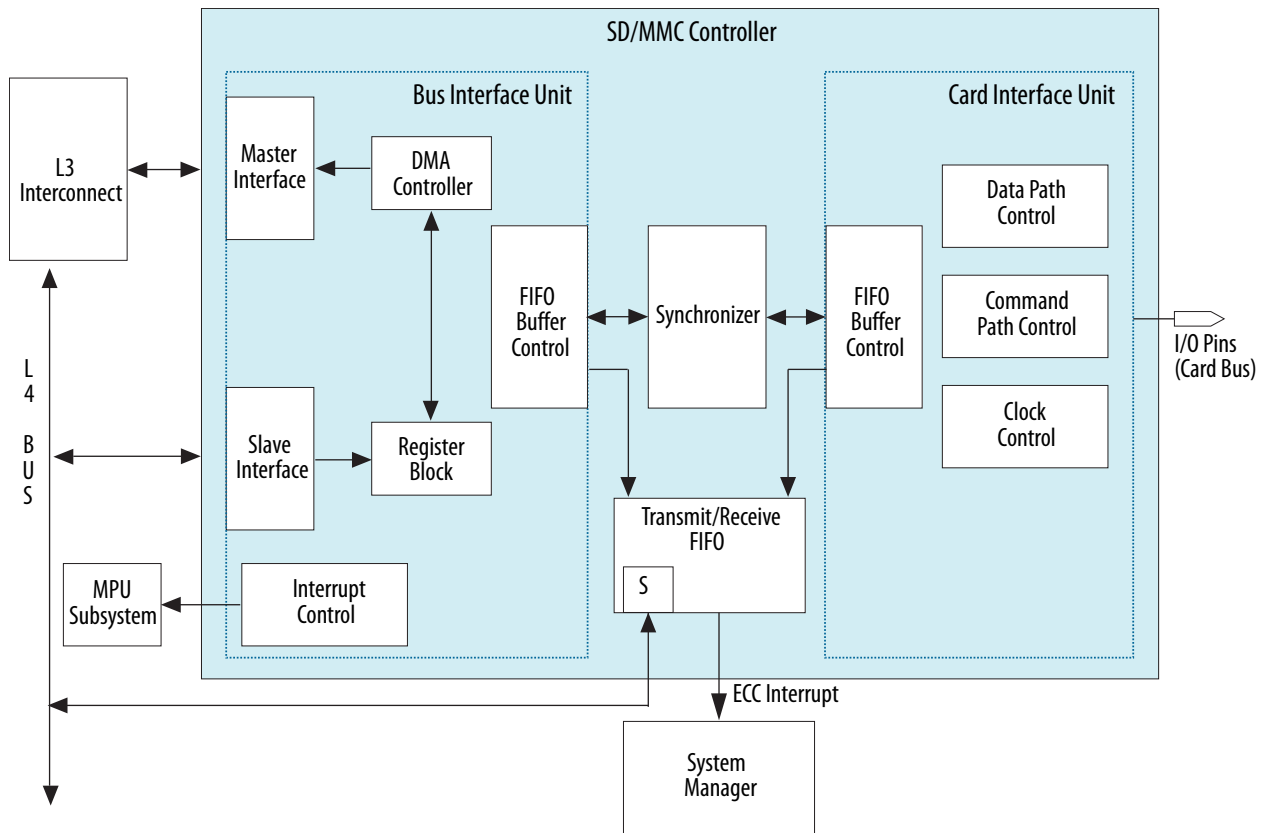 SD/MMC Controller
Bus Interface Unit
Card Interface Unit
L3
Interconnect
Master
Interface
DMA
Controller
Data Path
Control
FIFO
Buffer
Control
Synchronizer
FIFO
Buffer
Control
Command
Path Control
I/O Pins
(Card Bus)
L
4
B
U
S
Slave
Interface
Register
Block
Clock
Control
Transmit/Receive
FIFO
S
MPU
Subsystem
Interrupt
Control
ECC Interrupt
System
Manager